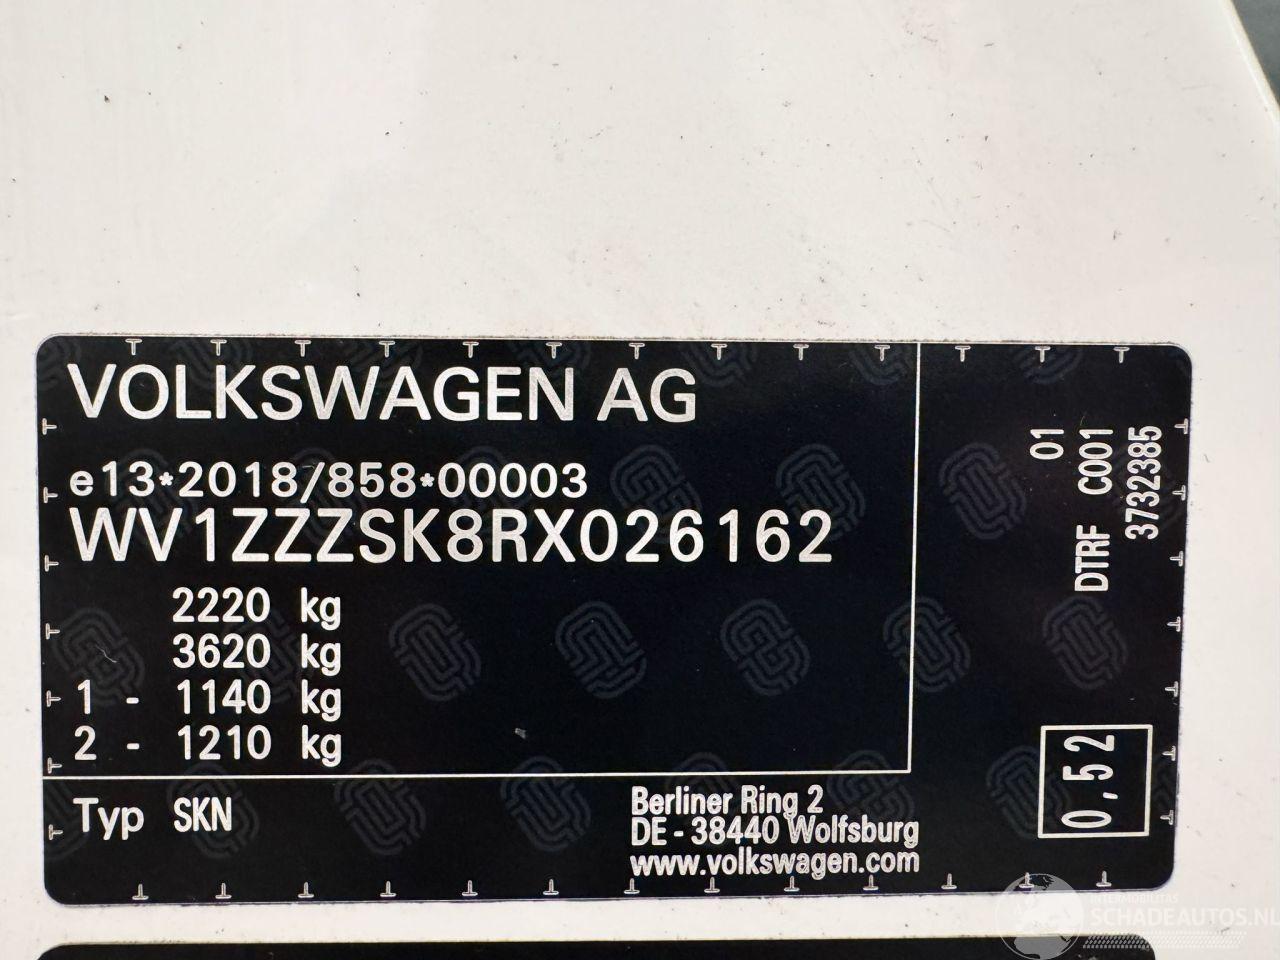 VOLKSWAGEN AG
e13*2018/858*00003
WV1ZZZSK8RX026162
2220 kg
3620 kg
1 - 1140 kg
2 - 1210 kg
Typ SKN
Berliner Ring 2
DE - 38440 Wolfsburg
www.volkswagen.com
01
DTRF C001
3732385
0,52
INTERMOBILITAS
SCHADEAUTOS.NL